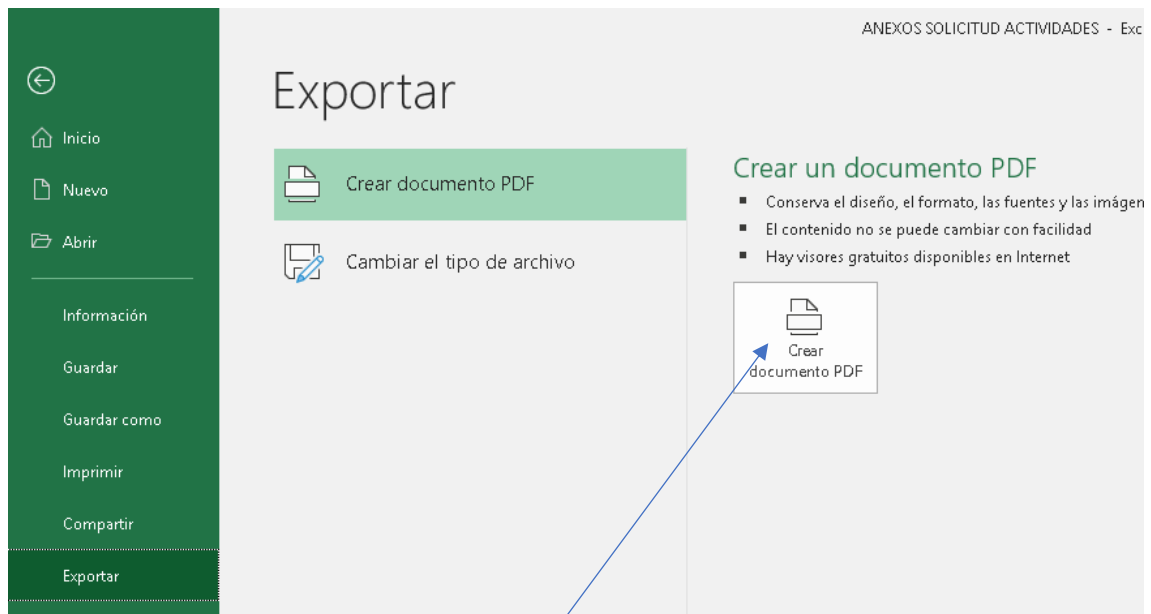 ANEXOS SOLICITUD ACTIVIDADES - Exc
Exportar
Inicio
Nuevo
Abrir
Información
Guardar
Guardar como
Imprimir
Compartir
Exportar
Crear documento PDF
Cambiar el tipo de archivo
Crear un documento PDF
Conserva el diseño, el formato, las fuentes y las imágen
El contenido no se puede cambiar con facilidad
Hay visores gratuitos disponibles en Internet
Crear
documento PDF